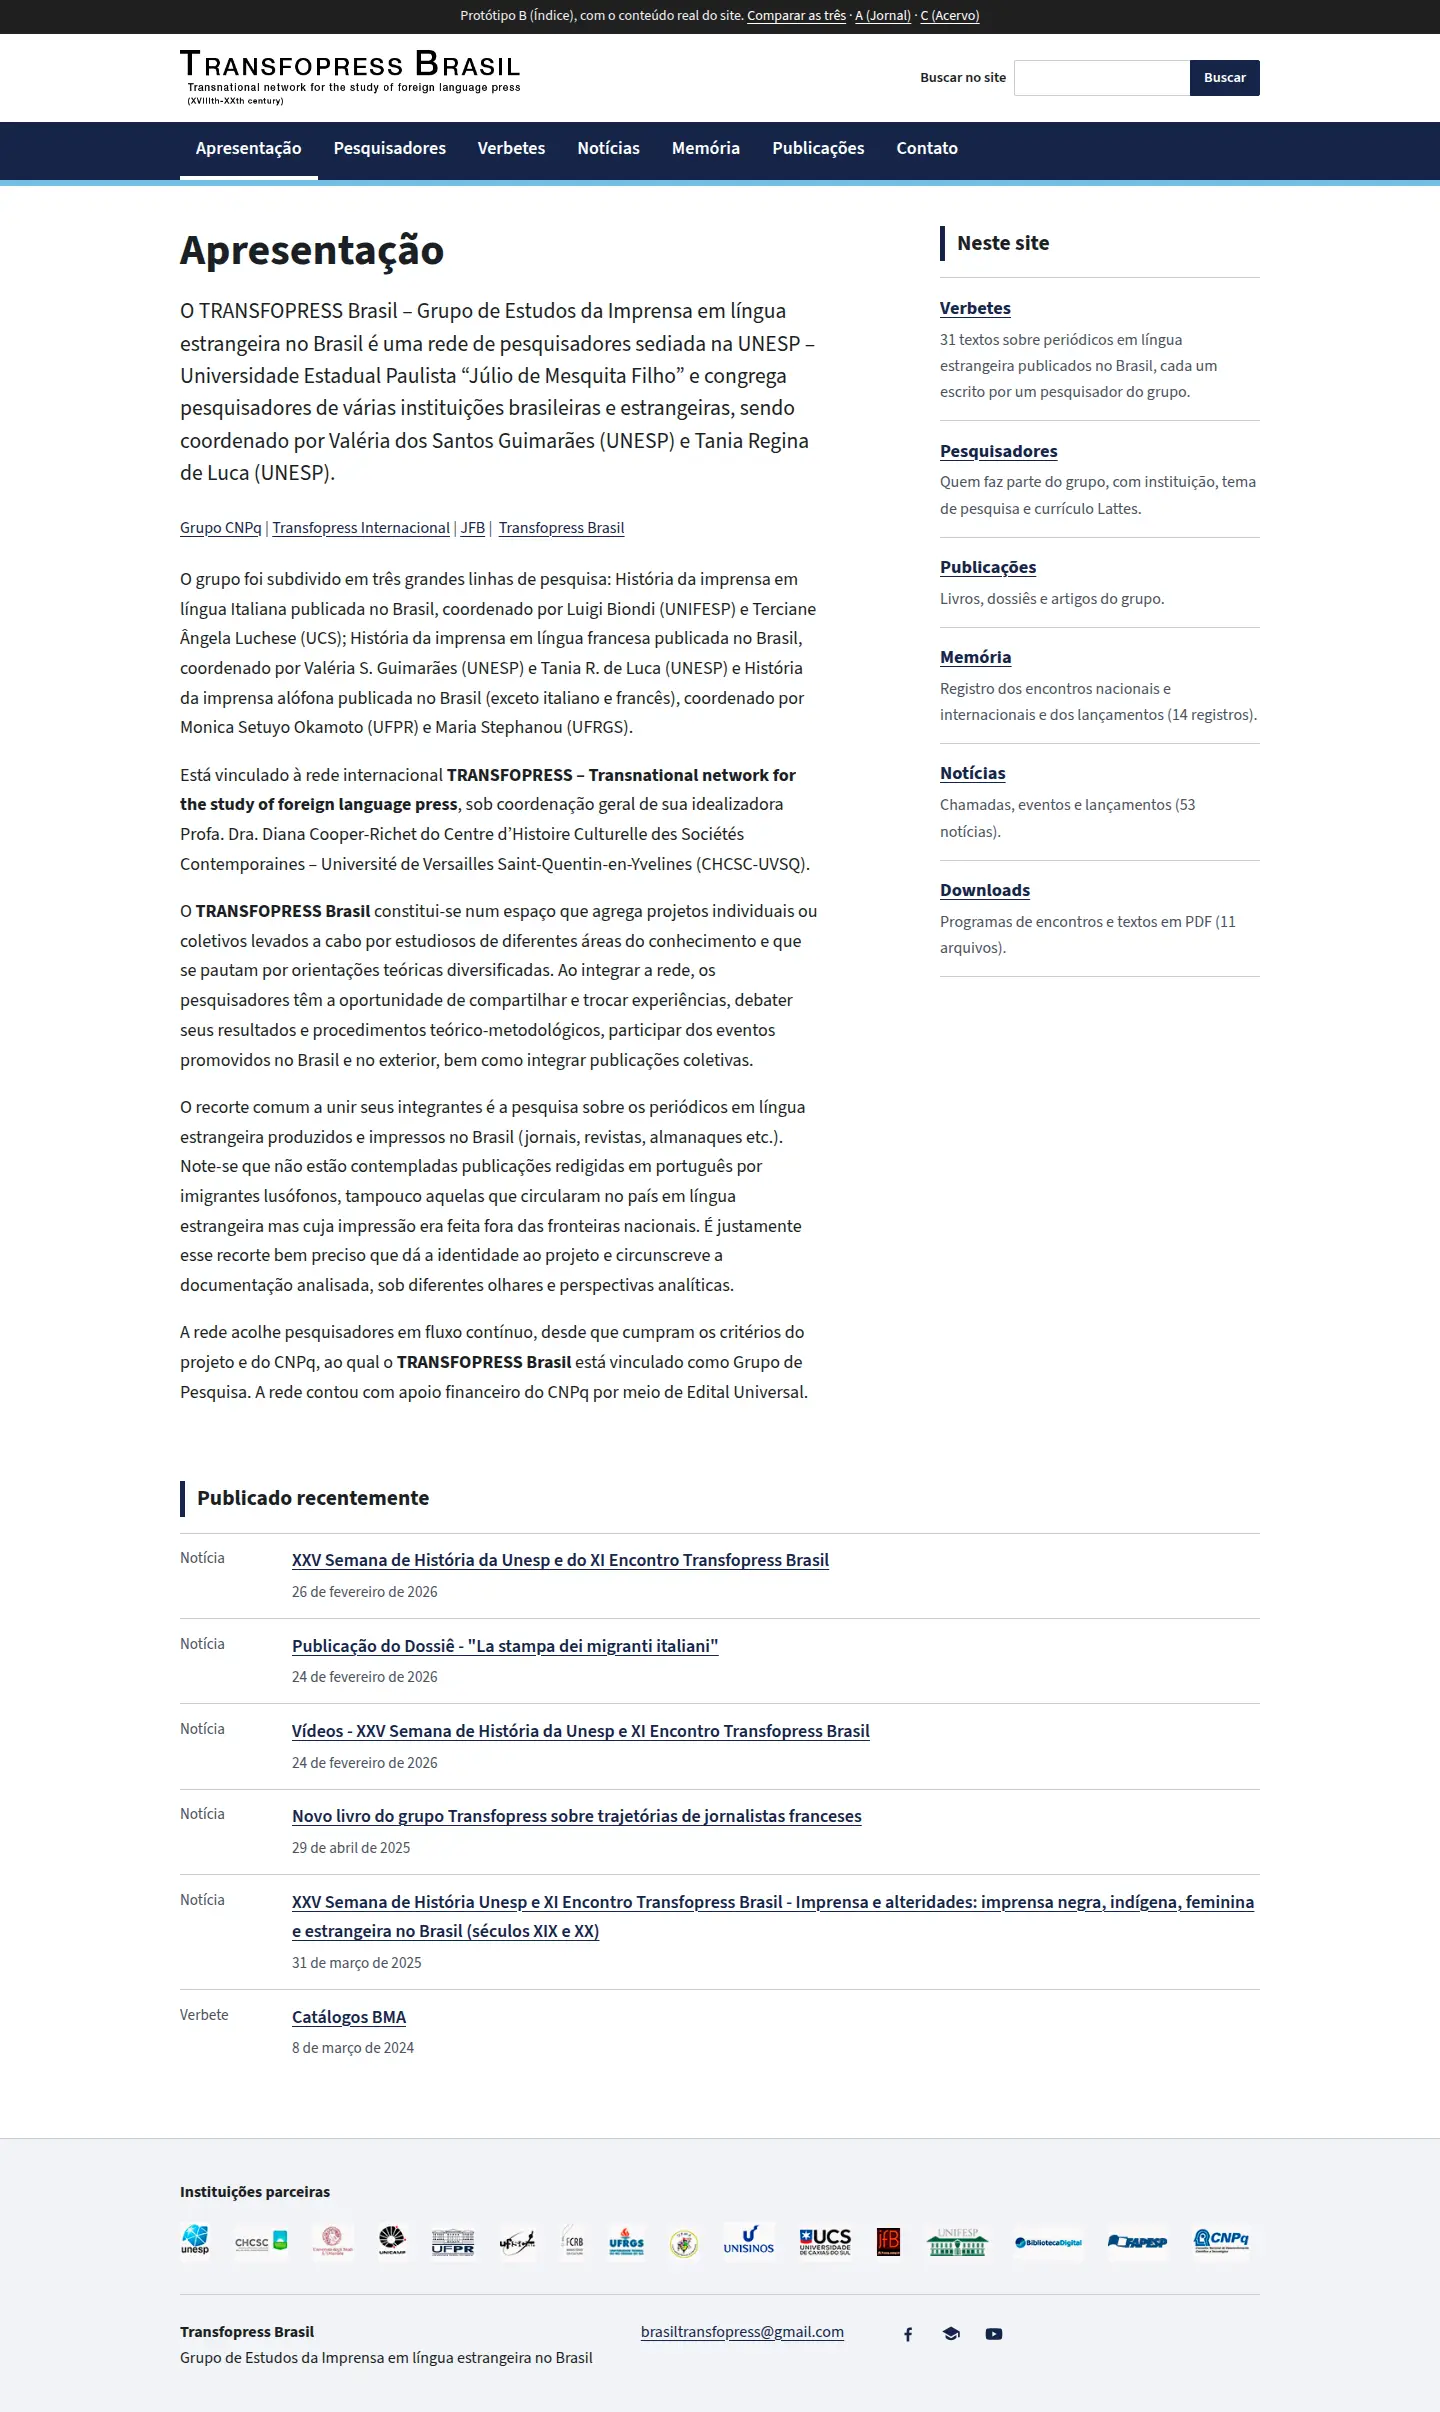 Protótipo B (Índice), com o conteúdo real do site. Comparar as três · A (Jornal) · C (Acervo)
TRANSFOPRESS BRASIL
Transnational network for the study of foreign language press
(XVIIIth-XXth century)
Buscar no site
Buscar
Apresentação Pesquisadores Verbetes Notícias Memória Publicações Contato
Apresentação
O TRANSFOPRESS Brasil – Grupo de Estudos da Imprensa em língua
estrangeira no Brasil é uma rede de pesquisadores sediada na UNESP –
Universidade Estadual Paulista “Júlio de Mesquita Filho” e congrega
pesquisadores de várias instituições brasileiras e estrangeiras, sendo
coordenado por Valéria dos Santos Guimarães (UNESP) e Tania Regina
de Luca (UNESP).
Grupo CNPq | Transfopress Internacional | JFB | Transfopress Brasil
O grupo foi subdivido em três grandes linhas de pesquisa: História da imprensa em
língua Italiana publicada no Brasil, coordenado por Luigi Biondi (UNIFESP) e Terciane
Ângela Luchese (UCS); História da imprensa em língua francesa publicada no Brasil,
coordenado por Valéria S. Guimarães (UNESP) e Tania R. de Luca (UNESP) e História
da imprensa alófona publicada no Brasil (exceto italiano e francês), coordenado por
Monica Setuyo Okamoto (UFPR) e Maria Stephanou (UFRGS).
Está vinculado à rede internacional TRANSFOPRESS – Transnational network for
the study of foreign language press, sob coordenação geral de sua idealizadora
Profa. Dra. Diana Cooper-Richet do Centre d’Histoire Culturelle des Sociétés
Contemporaines – Université de Versailles Saint-Quentin-en-Yvelines (CHCSC-UVSQ).
O TRANSFOPRESS Brasil constitui-se num espaço que agrega projetos individuais ou
coletivos levados a cabo por estudiosos de diferentes áreas do conhecimento e que
se pautam por orientações teóricas diversificadas. Ao integrar a rede, os
pesquisadores têm a oportunidade de compartilhar e trocar experiências, debater
seus resultados e procedimentos teórico-metodológicos, participar dos eventos
promovidos no Brasil e no exterior, bem como integrar publicações coletivas.
O recorte comum a unir seus integrantes é a pesquisa sobre os periódicos em língua
estrangeira produzidos e impressos no Brasil (jornais, revistas, almanaques etc.).
Note-se que não estão contempladas publicações redigidas em português por
imigrantes lusófonos, tampouco aquelas que circularam no país em língua
estrangeira mas cuja impressão era feita fora das fronteiras nacionais. É justamente
esse recorte bem preciso que dá a identidade ao projeto e circunscreve a
documentação analisada, sob diferentes olhares e perspectivas analíticas.
A rede acolhe pesquisadores em fluxo contínuo, desde que cumpram os critérios do
projeto e do CNPq, ao qual o TRANSFOPRESS Brasil está vinculado como Grupo de
Pesquisa. A rede contou com apoio financeiro do CNPq por meio de Edital Universal.
Neste site
Verbetes
31 textos sobre periódicos em língua
estrangeira publicados no Brasil, cada um
escrito por um pesquisador do grupo.
Pesquisadores
Quem faz parte do grupo, com instituição, tema
de pesquisa e currículo Lattes.
Publicações
Livros, dossiês e artigos do grupo.
Memória
Registro dos encontros nacionais e
internacionais e dos lançamentos (14 registros).
Notícias
Chamadas, eventos e lançamentos (53
notícias).
Downloads
Programas de encontros e textos em PDF (11
arquivos).
Publicado recentemente
Notícia XXV Semana de História da Unesp e do XI Encontro Transfopress Brasil
26 de fevereiro de 2026
Notícia Publicação do Dossiê - "La stampa dei migranti italiani"
24 de fevereiro de 2026
Notícia Vídeos - XXV Semana de História da Unesp e XI Encontro Transfopress Brasil
24 de fevereiro de 2026
Notícia Novo livro do grupo Transfopress sobre trajetórias de jornalistas franceses
29 de abril de 2025
Notícia XXV Semana de História Unesp e XI Encontro Transfopress Brasil - Imprensa e alteridades: imprensa negra, indígena, feminina
e estrangeira no Brasil (séculos XIX e XX)
31 de março de 2025
Verbete Catálogos BMA
8 de março de 2024
Instituições parceiras
unesp CHCSC UNICAMP UFPR FCRB UFRGS UNISINOS UCS JFB UNIFESP BibliotecaDigital FAPESP CNPq
UNIVERSIDADE
DE CAXIAS DO SUL
Transfopress Brasil
Grupo de Estudos da Imprensa em língua estrangeira no Brasil
brasiltransfopress@gmail.com